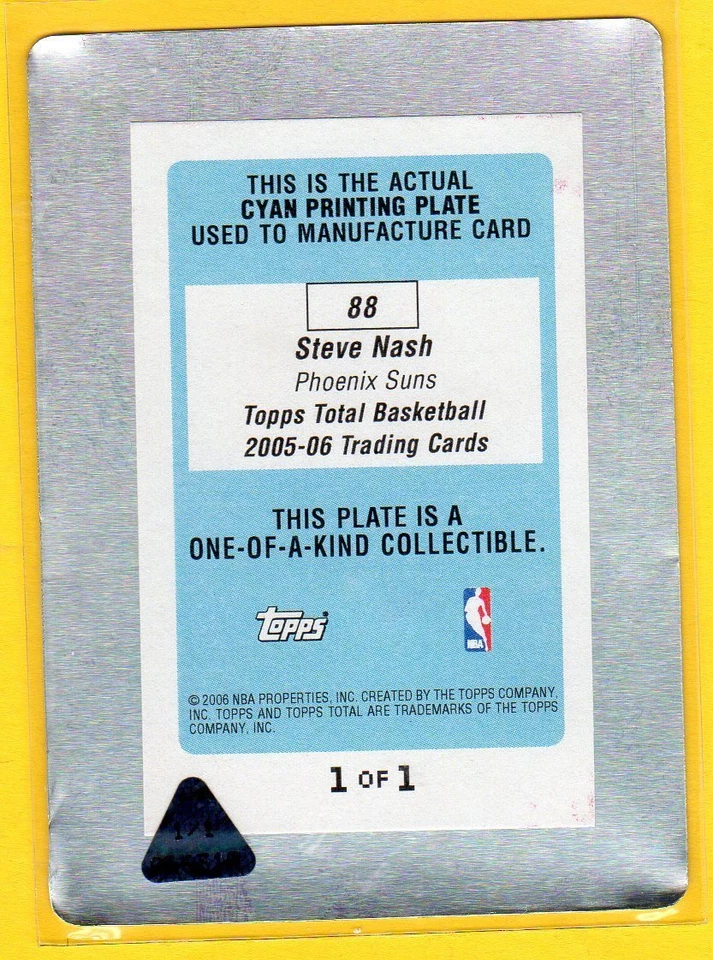 THIS IS THE ACTUAL
CYAN PRINTING PLATE
USED TO MANUFACTURE CARD
88
Steve Nash
Phoenix Suns
Topps Total Basketball
2005-06 Trading Cards
THIS PLATE IS A
ONE-OF-A-KIND COLLECTIBLE.
topps®
NBA
© 2006 NBA PROPERTIES, INC. CREATED BY THE TOPPS COMPANY,
INC. TOPPS AND TOPPS TOTAL ARE TRADEMARKS OF THE TOPPS
COMPANY, INC.
1 OF 1
1/1